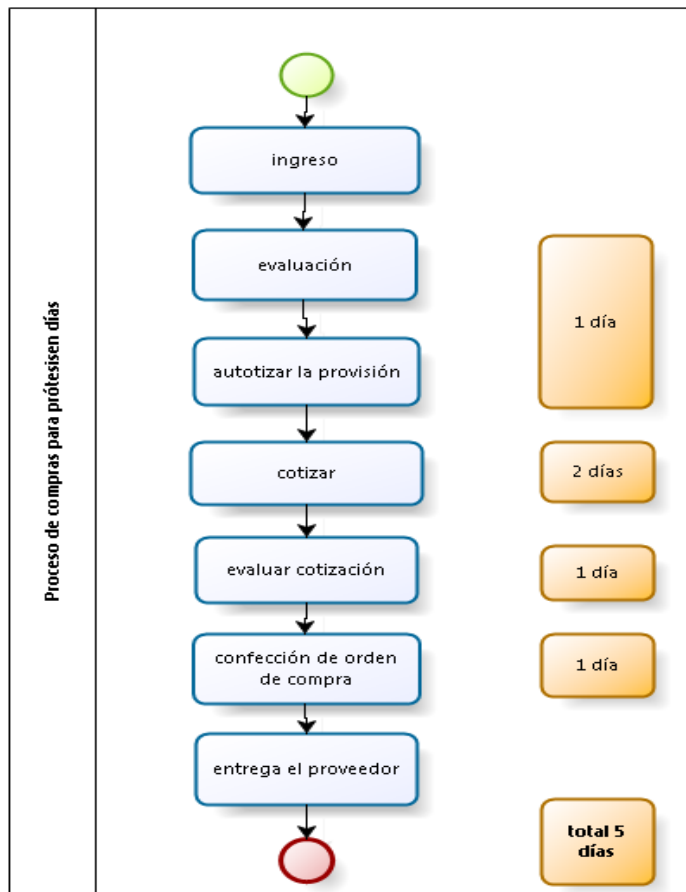 Proceso de compras para prótesisen días
ingreso
evaluación
1 día
autotizar la provisión
cotizar
2 días
evaluar cotización
1 día
confección de orden
de compra
1 día
entrega el proveedor
total 5
días